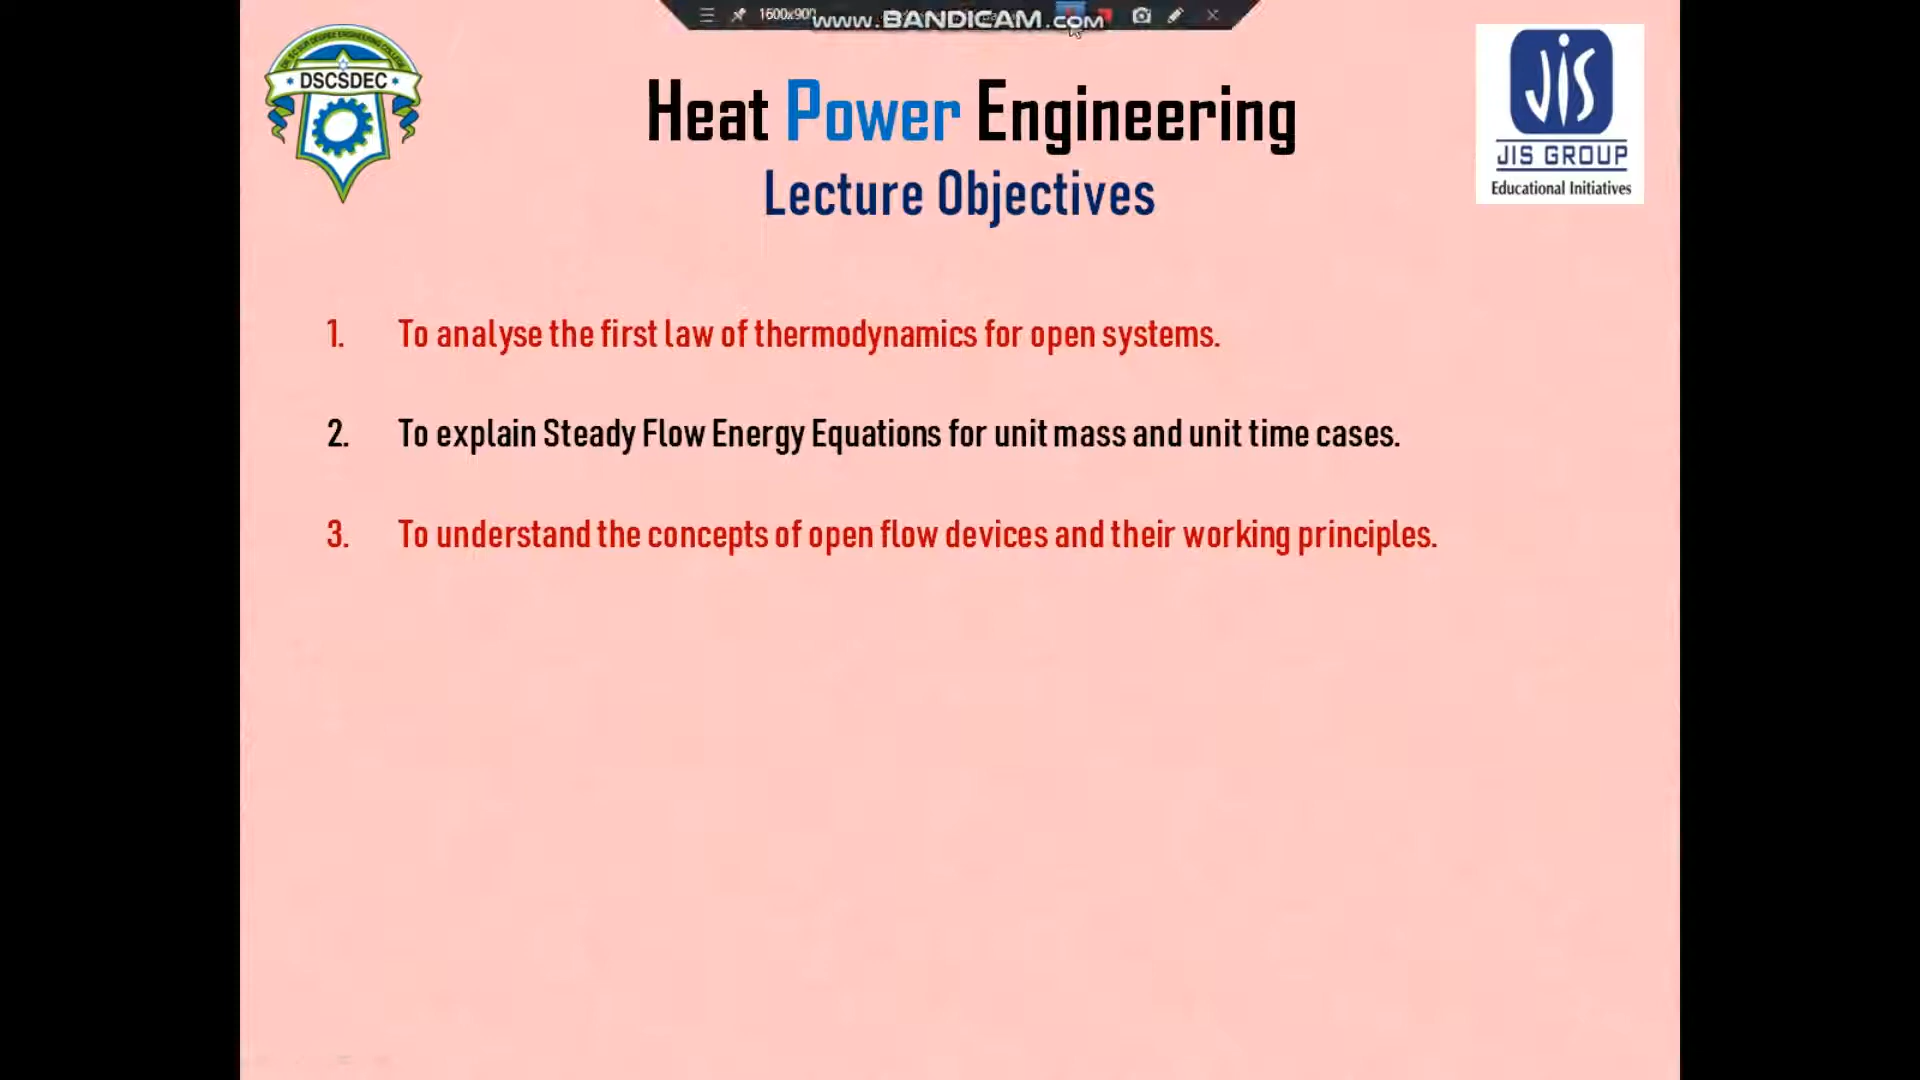 1600x900
www.BANDICAM.com
DSCSDEC
Heat Power Engineering
Lecture Objectives
JIS
JIS GROUP
Educational Initiatives
1. To analyse the first law of thermodynamics for open systems.
2. To explain Steady Flow Energy Equations for unit mass and unit time cases.
3. To understand the concepts of open flow devices and their working principles.